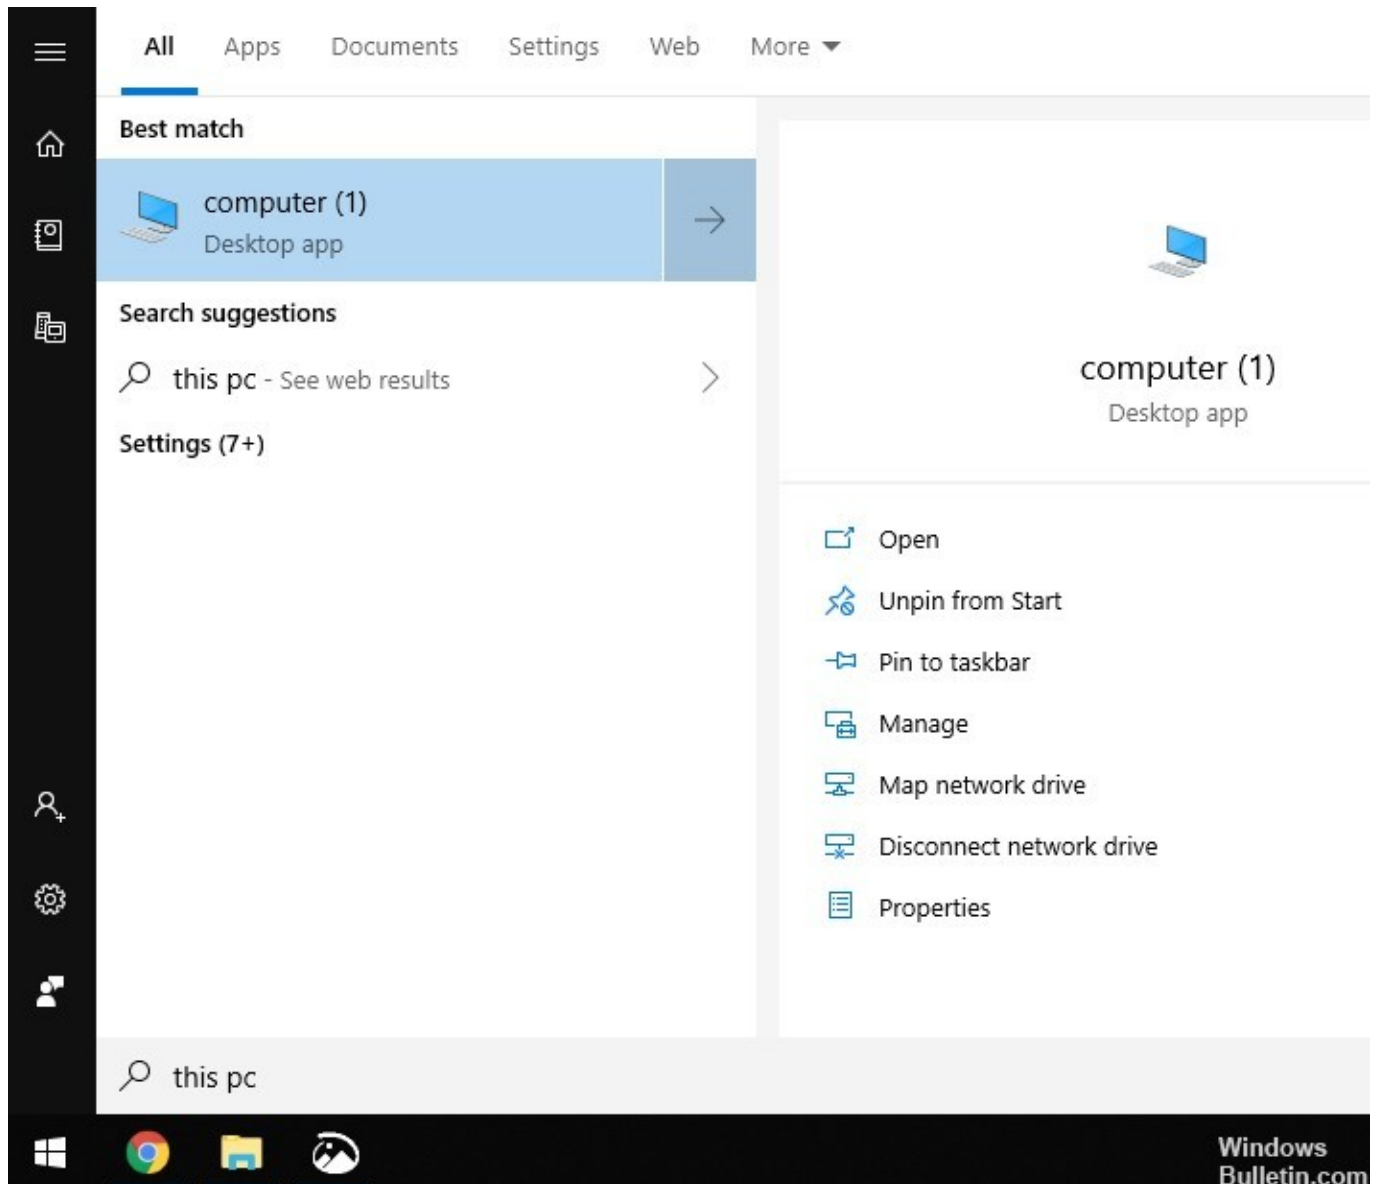 All Apps Documents Settings Web More
Best match
computer (1)
Desktop app
Search suggestions
this pc - See web results
Settings (7+)
computer (1)
Desktop app
Open
Unpin from Start
Pin to taskbar
Manage
Map network drive
Disconnect network drive
Properties
this pc
Windows
Bulletin.com